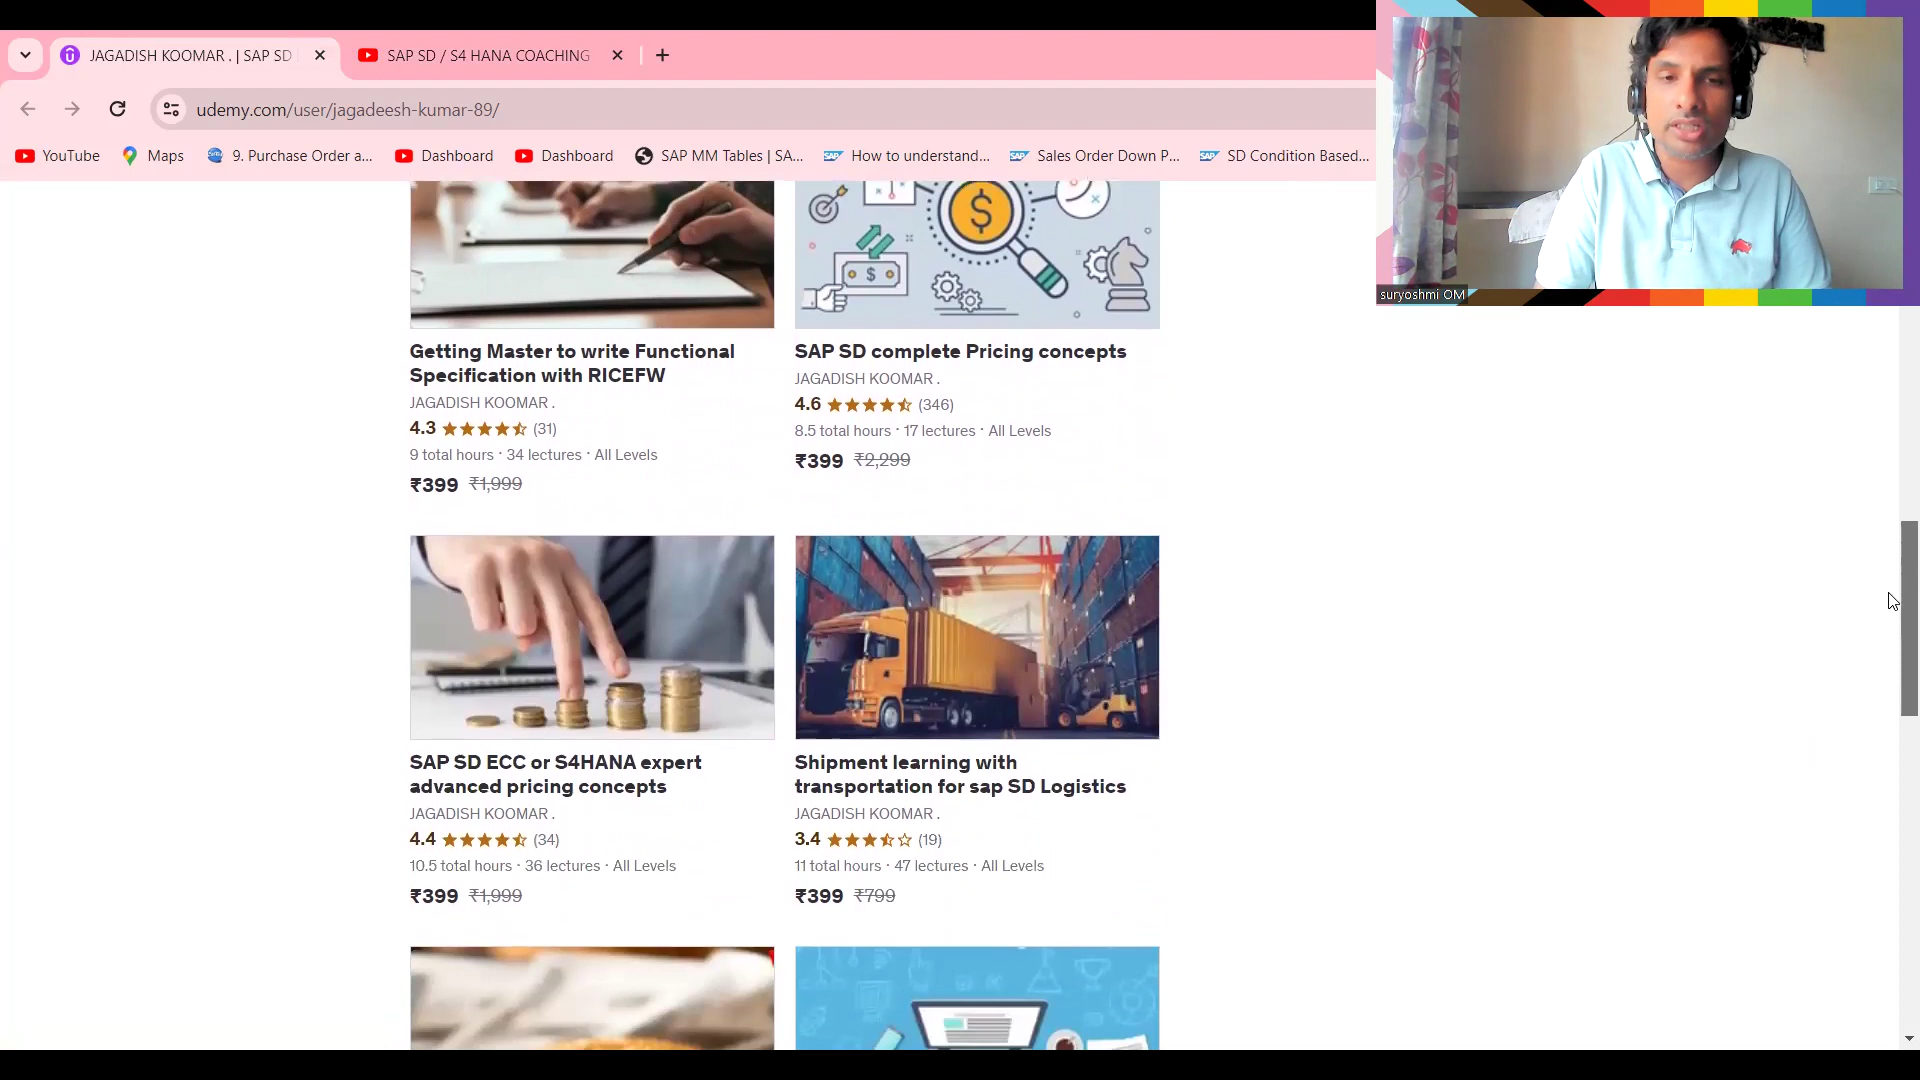 JAGADISH KOOMAR . | SAP SD
SAP SD / S4 HANA COACHING
udemy.com/user/jagadeesh-kumar-89/
YouTube
Maps
9. Purchase Order a...
Dashboard
Dashboard
SAP MM Tables | SA...
How to understand...
Sales Order Down P...
SD Condition Based...
suryoshmi OM
Getting Master to write Functional
Specification with RICEFW
JAGADISH KOOMAR .
4.3 (31)
9 total hours · 34 lectures · All Levels
₹399 ₹1,999
SAP SD complete Pricing concepts
JAGADISH KOOMAR .
4.6 (346)
8.5 total hours · 17 lectures · All Levels
₹399 ₹2,299
SAP SD ECC or S4HANA expert
advanced pricing concepts
JAGADISH KOOMAR .
4.4 (34)
10.5 total hours · 36 lectures · All Levels
₹399 ₹1,999
Shipment learning with
transportation for sap SD Logistics
JAGADISH KOOMAR .
3.4 (19)
11 total hours · 47 lectures · All Levels
₹399 ₹799